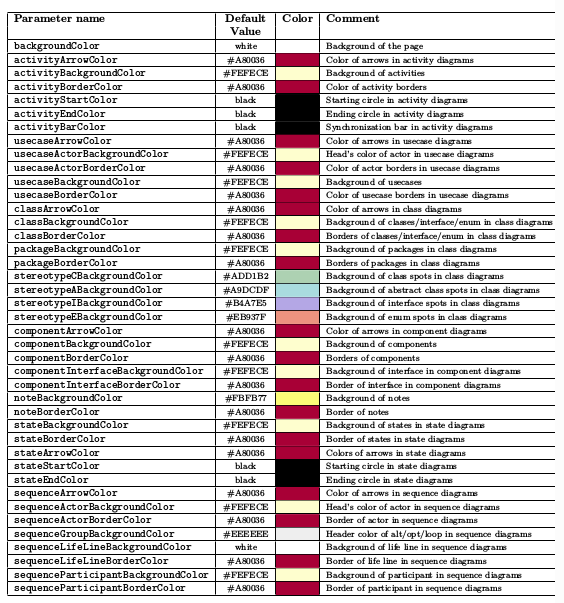 Parameter name Default Value Color Comment
backgroundColor white Background of the page
activityArrowColor #A80036 Color of arrows in activity diagrams
activityBackgroundColor #FEFECE Background of activities
activityBorderColor #A80036 Color of activity borders
activityStartColor black Starting circle in activity diagrams
activityEndColor black Ending circle in activity diagrams
activityBarColor black Synchronization bar in activity diagrams
usecaseArrowColor #A80036 Color of arrows in usecase diagrams
usecaseActorBackgroundColor #FEFECE Head's color of actor in usecase diagrams
usecaseActorBorderColor #A80036 Color of actor borders in usecase diagrams
usecaseBackgroundColor #FEFECE Background of usecases
usecaseBorderColor #A80036 Color of usecase borders in usecase diagrams
classArrowColor #A80036 Color of arrows in class diagrams
classBackgroundColor #FEFECE Background of classes/interface/enum in class diagrams
classBorderColor #A80036 Borders of classes/interface/enum in class diagrams
packageBackgroundColor #FEFECE Background of packages in class diagrams
packageBorderColor #A80036 Borders of packages in class diagrams
stereotypeCBackgroundColor #ADD1B2 Background of class spots in class diagrams
stereotypeABackgroundColor #A9DCDF Background of abstract class spots in class diagrams
stereotypeIBackgroundColor #B4A7E5 Background of interface spots in class diagrams
stereotypeEBackgroundColor #EB937F Background of enum spots in class diagrams
componentArrowColor #A80036 Color of arrows in component diagrams
componentBackgroundColor #FEFECE Background of components
componentBorderColor #A80036 Borders of components
componentInterfaceBackgroundColor #FEFECE Background of interface in component diagrams
componentInterfaceBorderColor #A80036 Border of interface in component diagrams
noteBackgroundColor #FBFB77 Background of notes
noteBorderColor #A80036 Border of notes
stateBackgroundColor #FEFECE Background of states in state diagrams
stateBorderColor #A80036 Border of states in state diagrams
stateArrowColor #A80036 Colors of arrows in state diagrams
stateStartColor black Starting circle in state diagrams
stateEndColor black Ending circle in state diagrams
sequenceArrowColor #A80036 Color of arrows in sequence diagrams
sequenceActorBackgroundColor #FEFECE Head's color of actor in sequence diagrams
sequenceActorBorderColor #A80036 Border of actor in sequence diagrams
sequenceGroupBackgroundColor #EEEEEE Header color of alt/opt/loop in sequence diagrams
sequenceLifeLineBackgroundColor white Background of life line in sequence diagrams
sequenceLifeLineBorderColor #A80036 Border of life line in sequence diagrams
sequenceParticipantBackgroundColor #FEFECE Background of participant in sequence diagrams
sequenceParticipantBorderColor #A80036 Border of participant in sequence diagrams